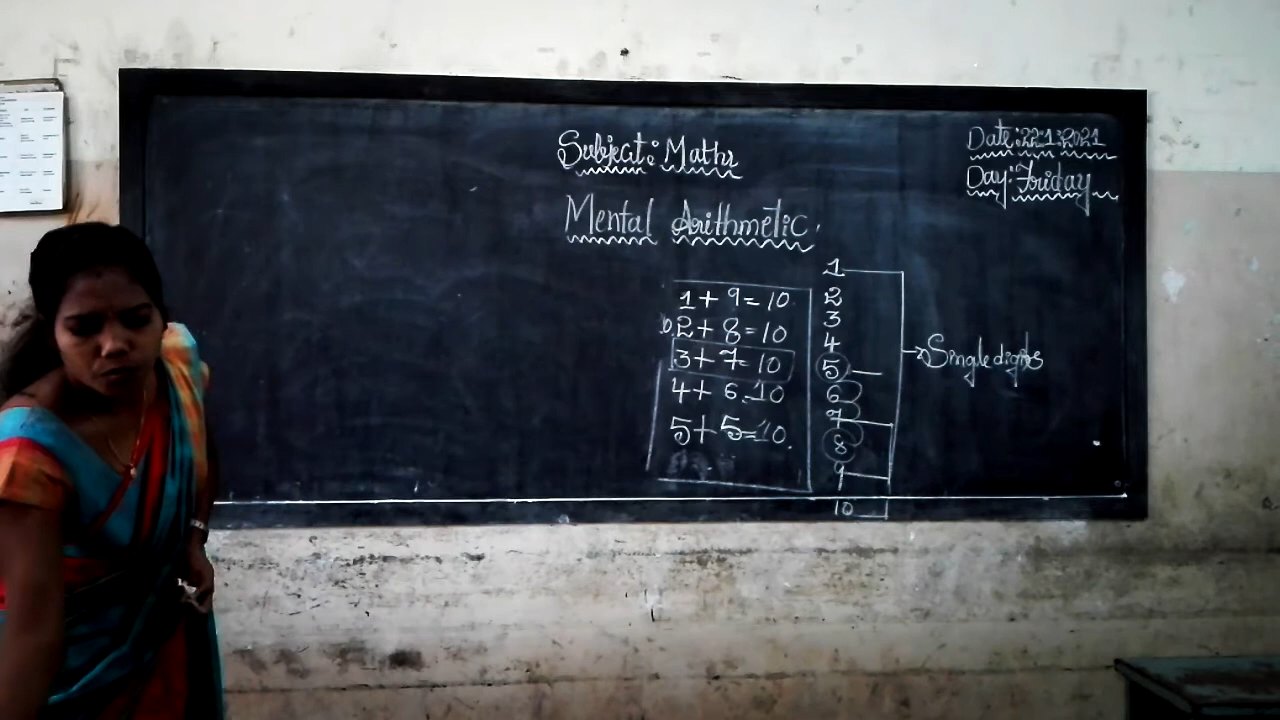 Subject: Maths
Date:22:1:2021
Day:Friday
Mental Arithmetic.
1
1 + 9 = 10
2
2 + 8 = 10
3
4
3 + 7 = 10
5
Single digits
4 + 6 = 10
6
7
5 + 5 = 10.
8
9
10